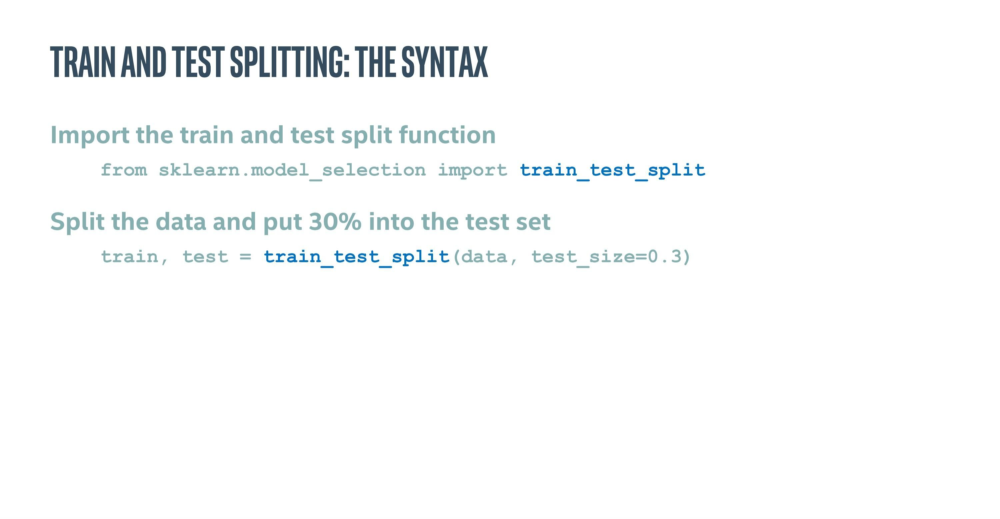 TRAIN AND TEST SPLITTING: THE SYNTAX
Import the train and test split function
from sklearn.model_selection import train_test_split
Split the data and put 30% into the test set
train, test = train_test_split(data, test_size=0.3)